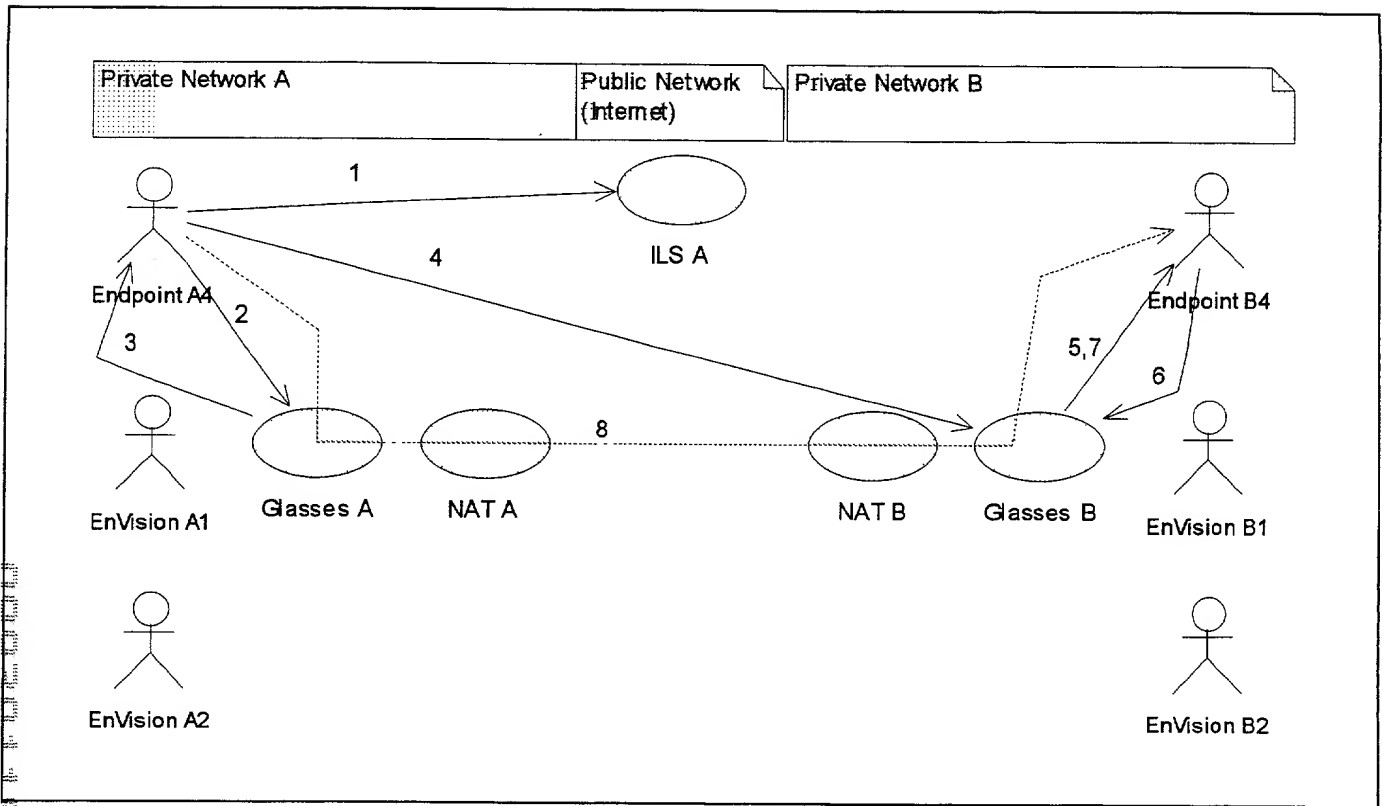 Private Network A
Public Network
(Internet)
Private Network B
1
ILS A
4
Endpoint A4
2
3
Endpoint B4
5,7
6
8
EnVision A1
Glasses A
NAT A
NAT B
Glasses B
EnVision B1
EnVision A2
EnVision B2